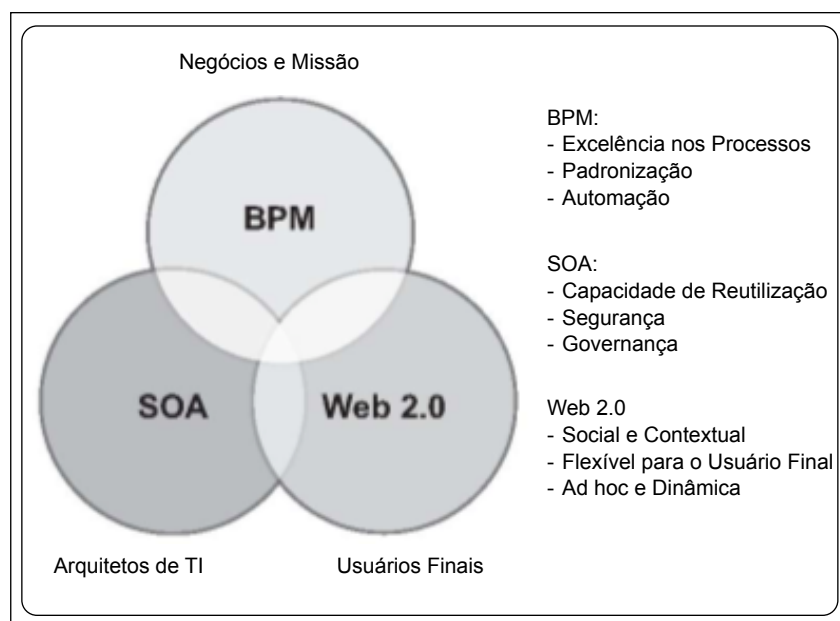 Negócios e Missão
BPM
SOA
Web 2.0
Arquitetos de TI
Usuários Finais
BPM:
- Excelência nos Processos
- Padronização
- Automação
SOA:
- Capacidade de Reutilização
- Segurança
- Governança
Web 2.0
- Social e Contextual
- Flexível para o Usuário Final
- Ad hoc e Dinâmica